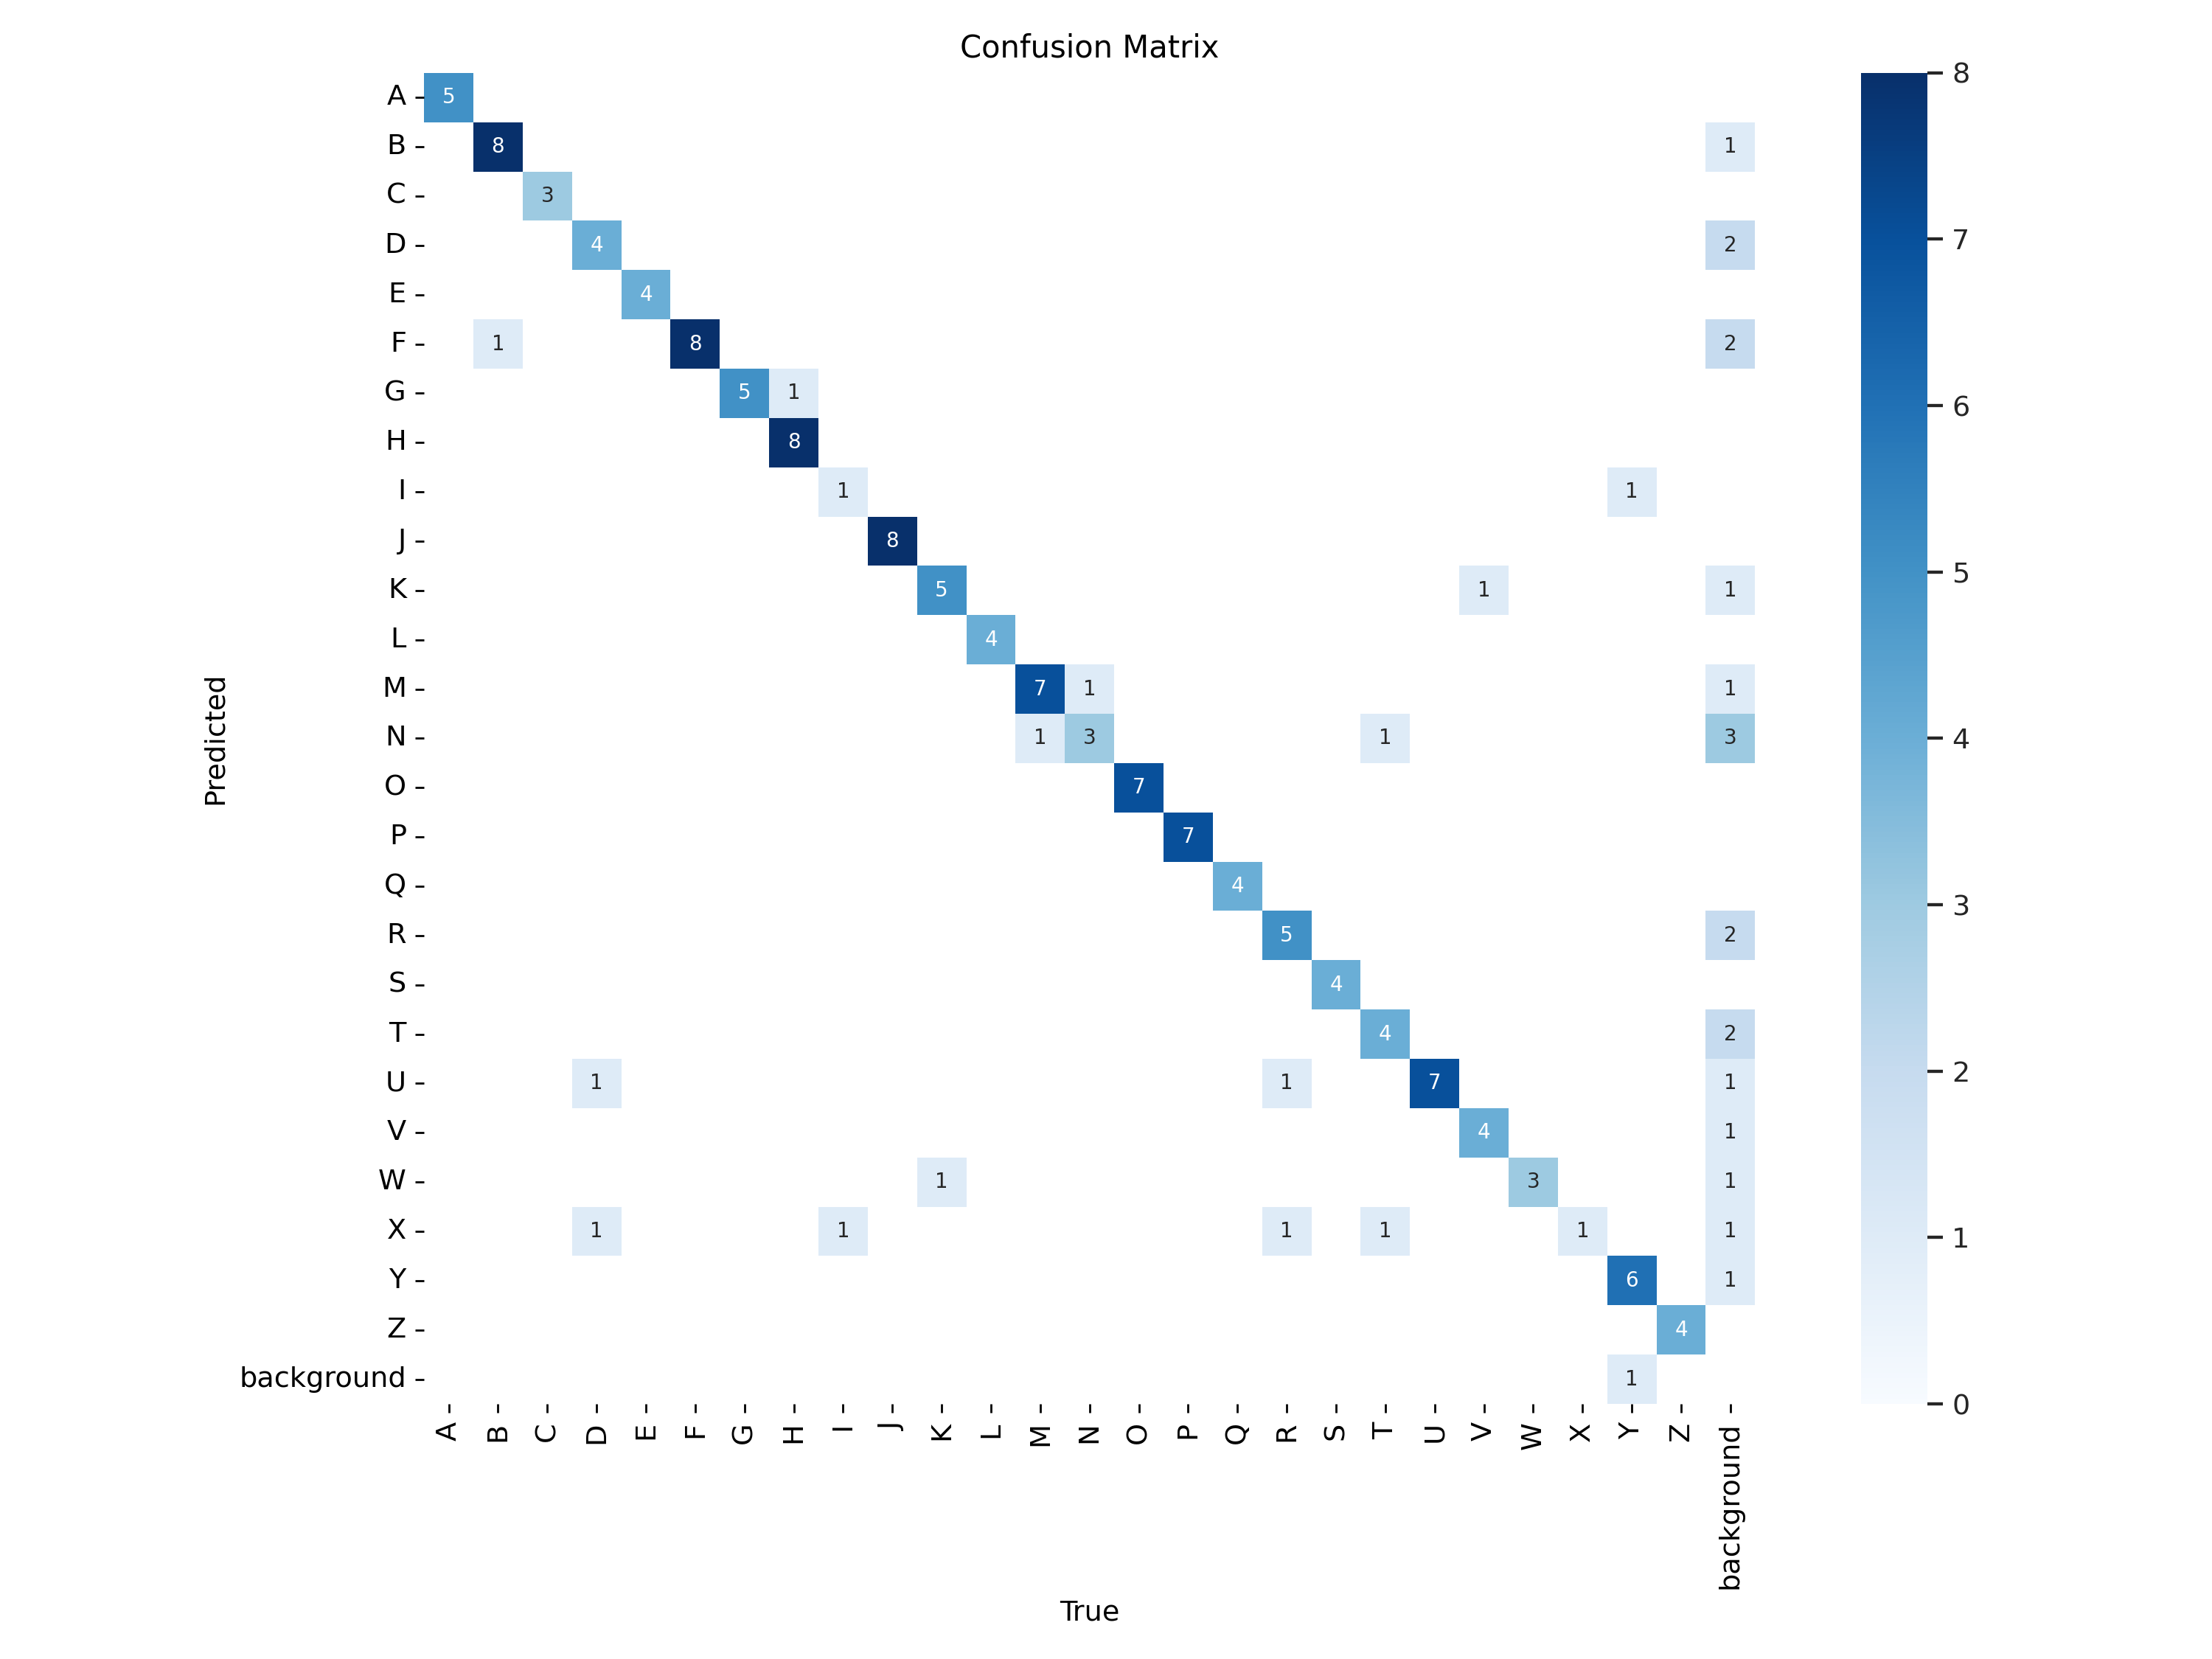 Confusion Matrix
A 5
B 8 1
C 3
D 4 2
E 4
F 1 8 2
G 5 1
H 8
I 1 1
J 8
K 5 1 1
L 4
M 7 1 1
N 1 3 1 3
O 7
P 7
Q 4
R 5 2
S 4
T 4 2
U 1 1 7 1
V 4 1
W 1 3 1
X 1 1 1 1 1 1
Y 6 1
Z 4
background 1
A B C D E F G H I J K L M N O P Q R S T U V W X Y Z background
Predicted
True
8
7
6
5
4
3
2
1
0